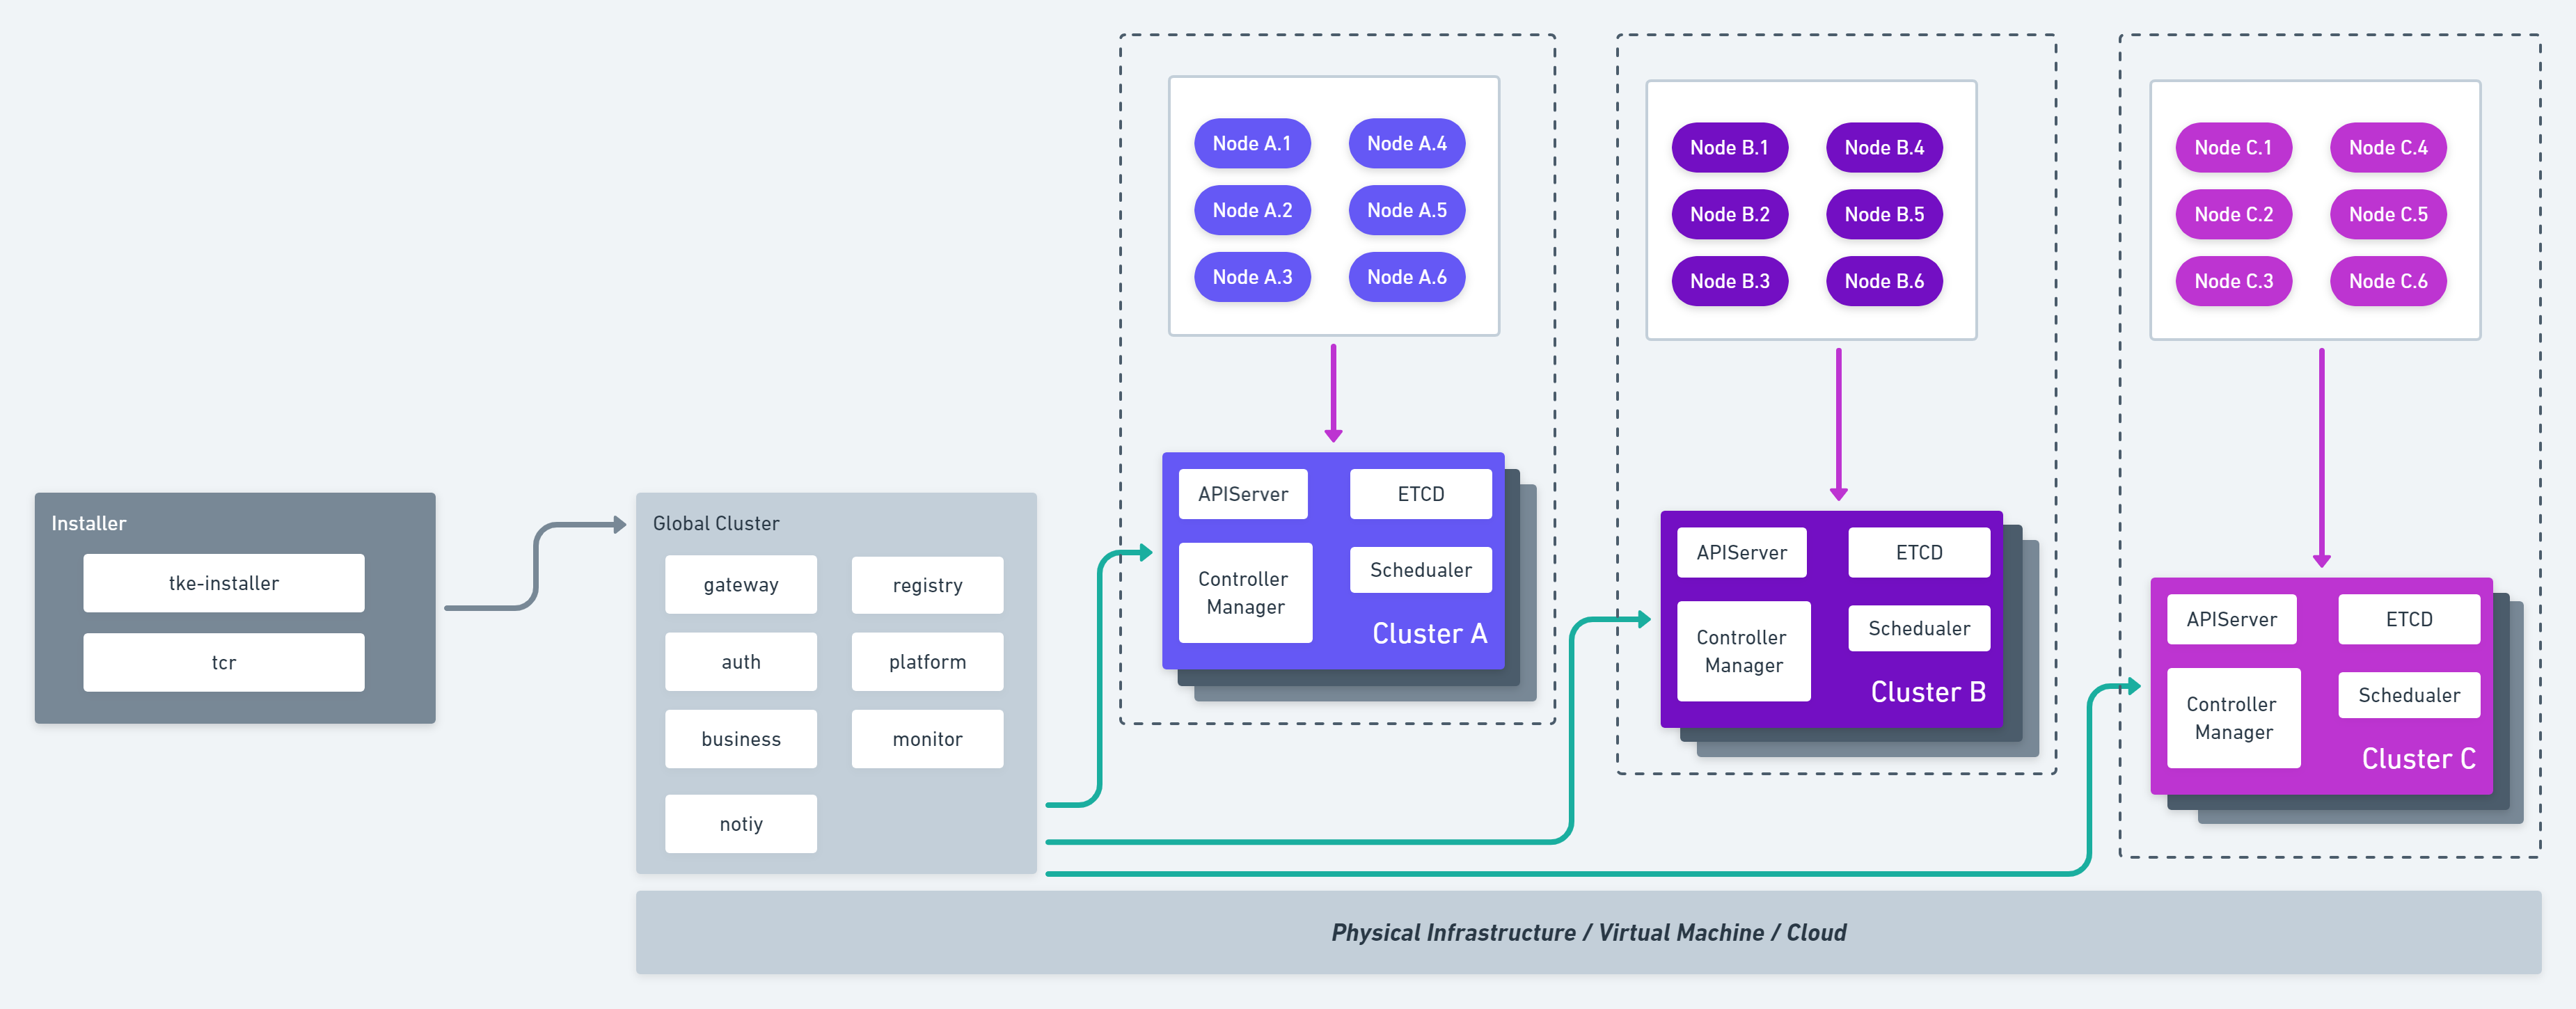 Installer
tke-installer
tcr
Global Cluster
gateway
registry
auth
platform
business
monitor
notiy
Node A.1
Node A.4
Node A.2
Node A.5
Node A.3
Node A.6
APIServer
ETCD
Controller
Manager
Schedualer
Cluster A
Node B.1
Node B.4
Node B.2
Node B.5
Node B.3
Node B.6
APIServer
ETCD
Controller
Manager
Schedualer
Cluster B
Node C.1
Node C.4
Node C.2
Node C.5
Node C.3
Node C.6
APIServer
ETCD
Controller
Manager
Schedualer
Cluster C
Physical Infrastructure / Virtual Machine / Cloud